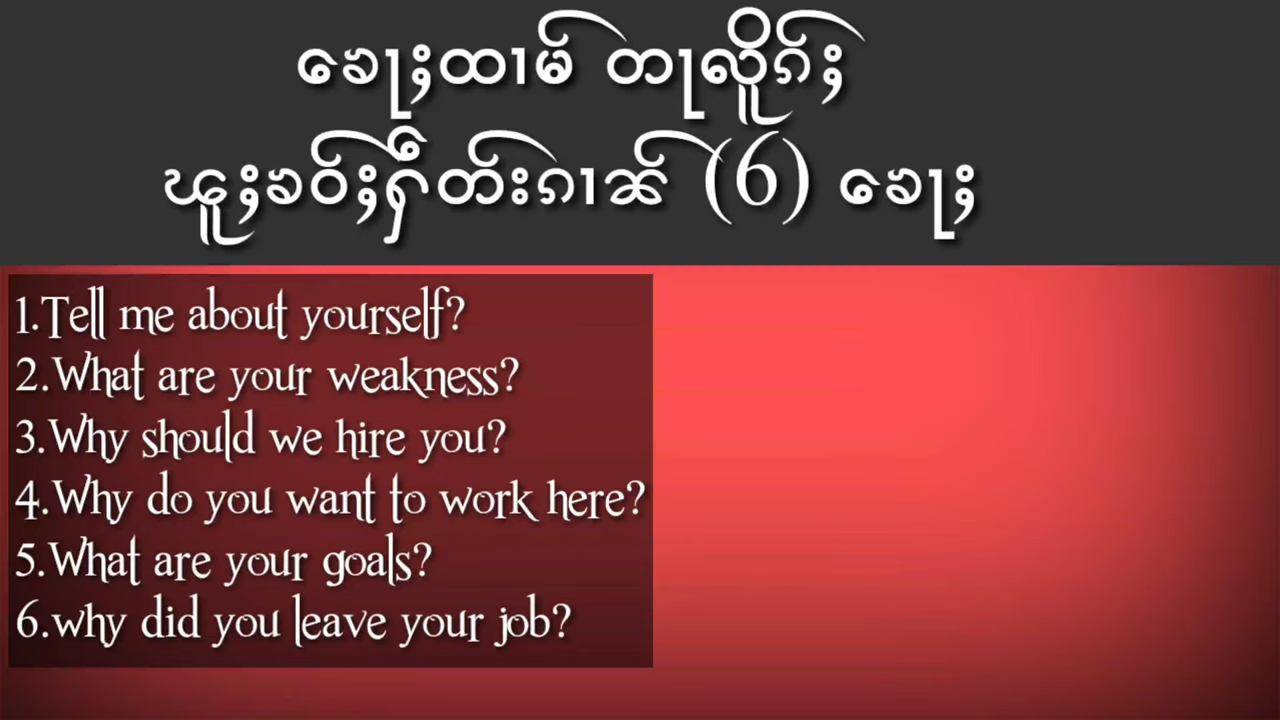 ၶေႃႈထၢမ် တႃႇလိူၵ်ႈ
ၽူႈၶဝ်ႈႁဵတ်းၵၢၼ် (6) ၶေႃႈ
1.Tell me about yourself?
2.What are your weakness?
3.Why should we hire you?
4.Why do you want to work here?
5.What are your goals?
6.why did you leave your job?